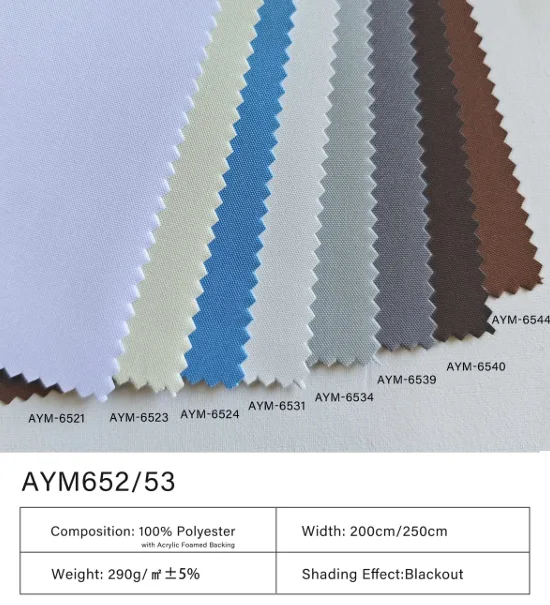 AYM-6544
AYM-6540
AYM-6539
AYM-6534
AYM-6531
AYM-6524
AYM-6523
AYM-6521
AYM652/53
Composition: 100% Polyester
with Acrylic Foamed Backing
Width: 200cm/250cm
Weight: 290g/㎡±5%
Shading Effect:Blackout